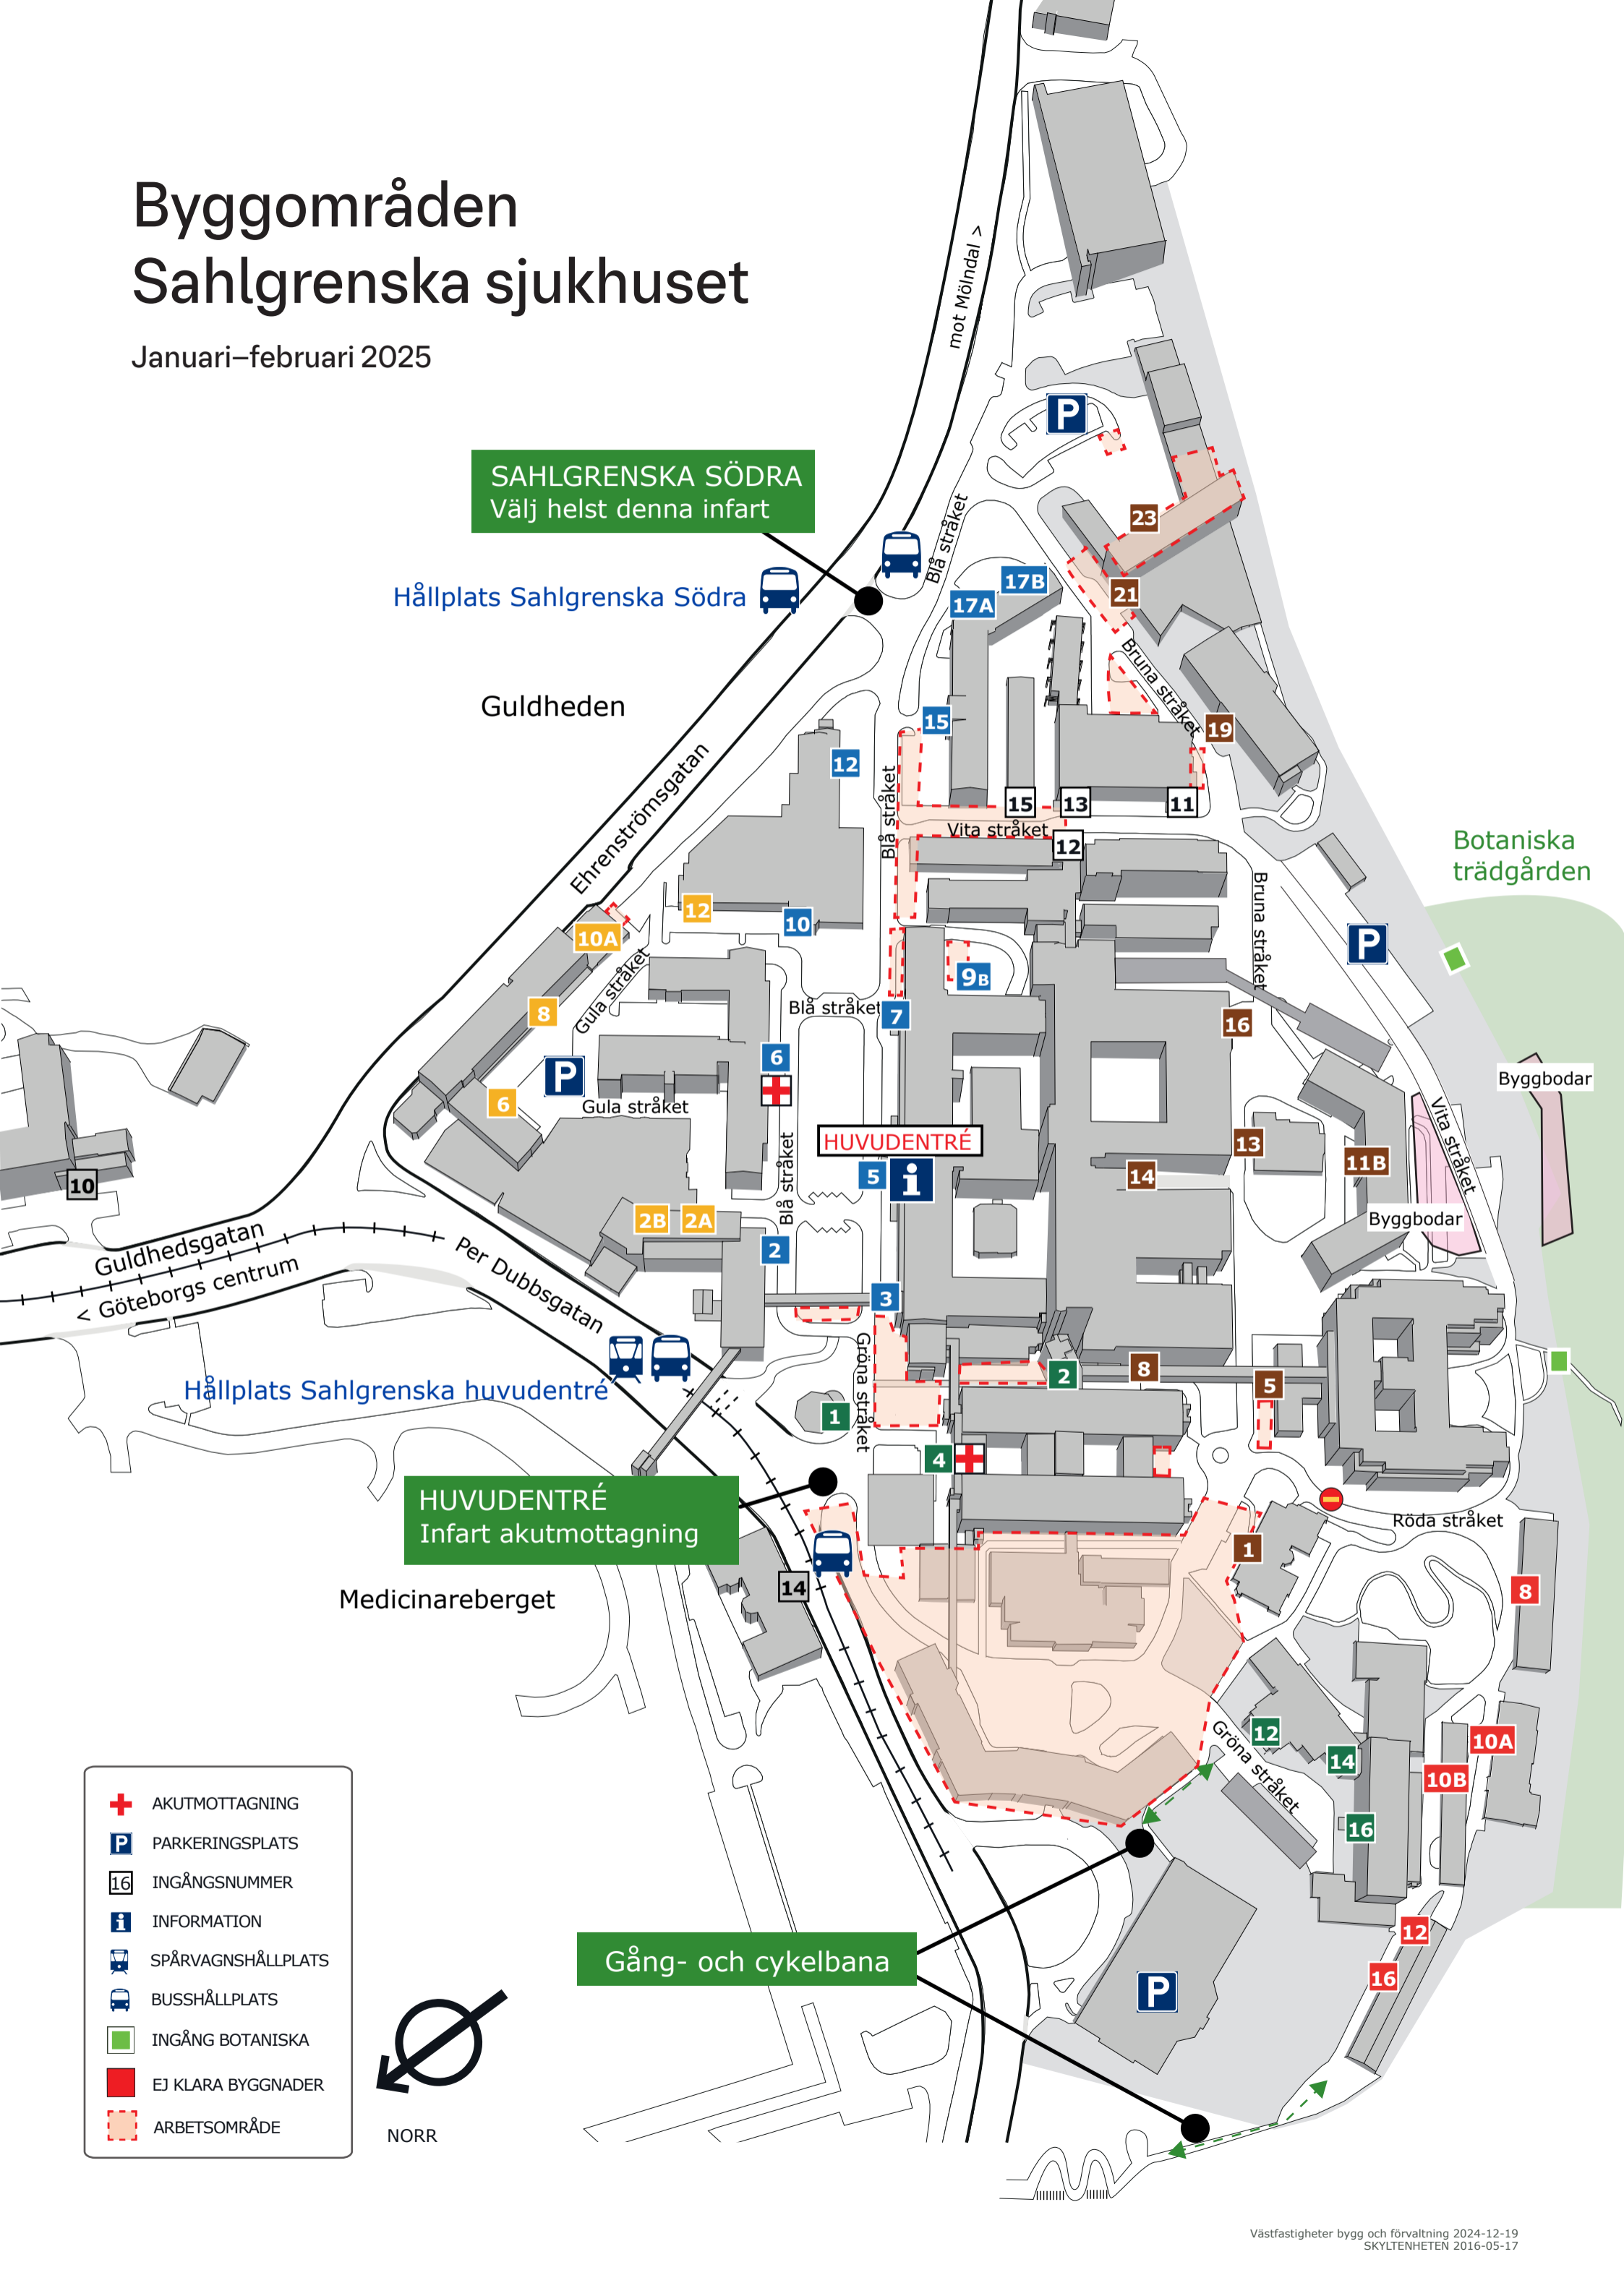 Byggområden
Sahlgrenska sjukhuset
Januari–februari 2025
mot Mölndal >
P
SAHLGRENSKA SÖDRA
Välj helst denna infart
Hållplats Sahlgrenska Södra
Blå stråket
23
21
17B
17A
Guldheden
Bruna stråket
19
15
12
Ehrenströmsgatan
Blå stråket
15
13
11
Vita stråket
12
Botaniska
trädgården
12
10
10A
Bruna stråket
P
9B
Gula stråket
8
Blå stråket
7
16
6
P
6
Gula stråket
Byggbodar
Vita stråket
HUVUDENTRÉ
13
11B
10
Blå stråket
5
i
14
2B
2A
Byggbodar
2
Guldhedsgatan
< Göteborgs centrum
Per Dubbsgatan
3
Gröna stråket
2
8
5
Hållplats Sahlgrenska huvudentré
1
4
HUVUDENTRÉ
Infart akutmottagning
Röda stråket
1
14
Medicinareberget
8
12
14
10A
10B
Gröna stråket
16
12
16
Gång- och cykelbana
P
AKUTMOTTAGNING
P PARKERINGSPLATS
16 INGÅNGSNUMMER
i INFORMATION
SPÅRVAGNSHÅLLPLATS
BUSSHÅLLPLATS
INGÅNG BOTANISKA
EJ KLARA BYGGNADER
ARBETSOMRÅDE
NORR
Västfastigheter bygg och förvaltning 2024-12-19
SKYLTENHETEN 2016-05-17